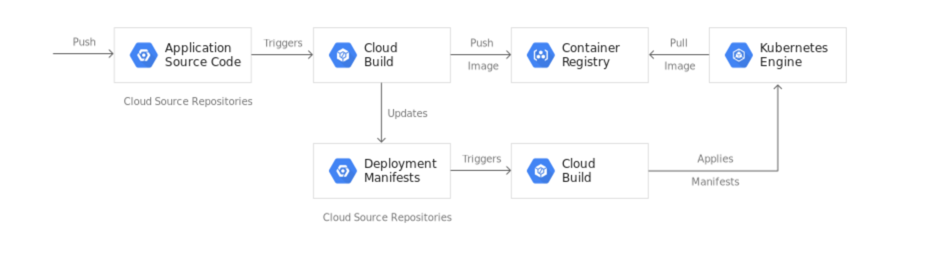 Push
Application
Source Code
Triggers
Cloud
Build
Push
Image
Container
Registry
Pull
Image
Kubernetes
Engine
Cloud Source Repositories
Updates
Deployment
Manifests
Triggers
Cloud
Build
Applies
Manifests
Cloud Source Repositories